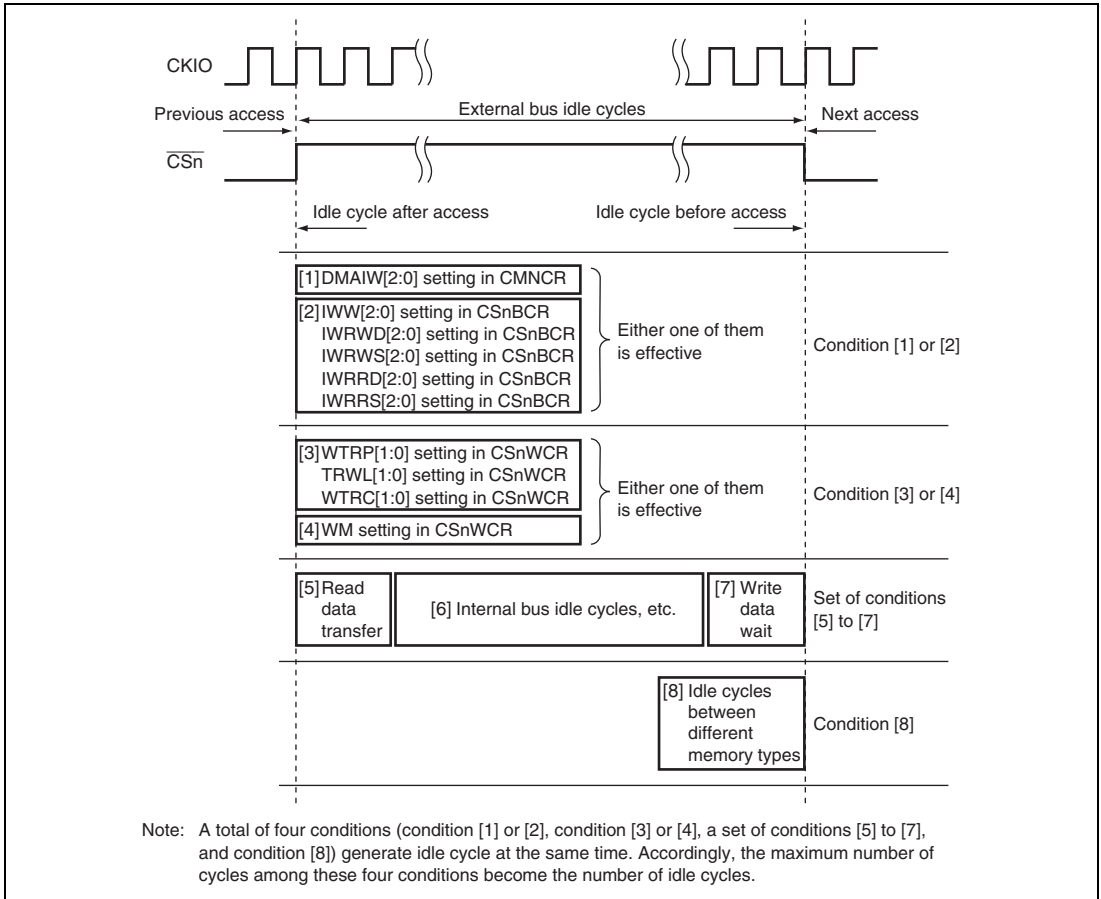 CKIO
Previous access
External bus idle cycles
Next access
CSn
Idle cycle after access
Idle cycle before access
[1]DMAIW[2:0] setting in CMNCR
[2]IWW[2:0] setting in CSnBCR
IWRWD[2:0] setting in CSnBCR
IWRWS[2:0] setting in CSnBCR
IWRRD[2:0] setting in CSnBCR
IWRRS[2:0] setting in CSnBCR
Either one of them
is effective
Condition [1] or [2]
[3]WTRP[1:0] setting in CSnWCR
TRWL[1:0] setting in CSnWCR
WTRC[1:0] setting in CSnWCR
[4]WM setting in CSnWCR
Either one of them
is effective
Condition [3] or [4]
[5]Read
data
transfer
[6] Internal bus idle cycles, etc.
[7] Write
data
wait
Set of conditions
[5] to [7]
[8] Idle cycles
between
different
memory types
Condition [8]
Note: A total of four conditions (condition [1] or [2], condition [3] or [4], a set of conditions [5] to [7],
and condition [8]) generate idle cycle at the same time. Accordingly, the maximum number of
cycles among these four conditions become the number of idle cycles.